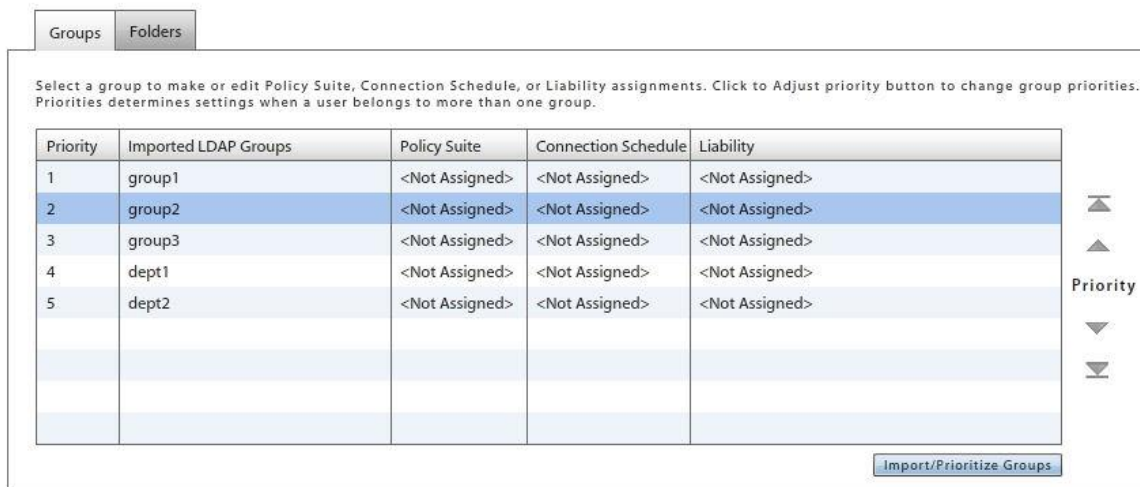 Groups Folders
Select a group to make or edit Policy Suite, Connection Schedule, or Liability assignments. Click to Adjust priority button to change group priorities.
Priorities determines settings when a user belongs to more than one group.
Priority Imported LDAP Groups Policy Suite Connection Schedule Liability
1 group1 <Not Assigned> <Not Assigned> <Not Assigned>
2 group2 <Not Assigned> <Not Assigned> <Not Assigned>
3 group3 <Not Assigned> <Not Assigned> <Not Assigned>
4 dept1 <Not Assigned> <Not Assigned> <Not Assigned>
5 dept2 <Not Assigned> <Not Assigned> <Not Assigned>
Priority
Import/Prioritize Groups